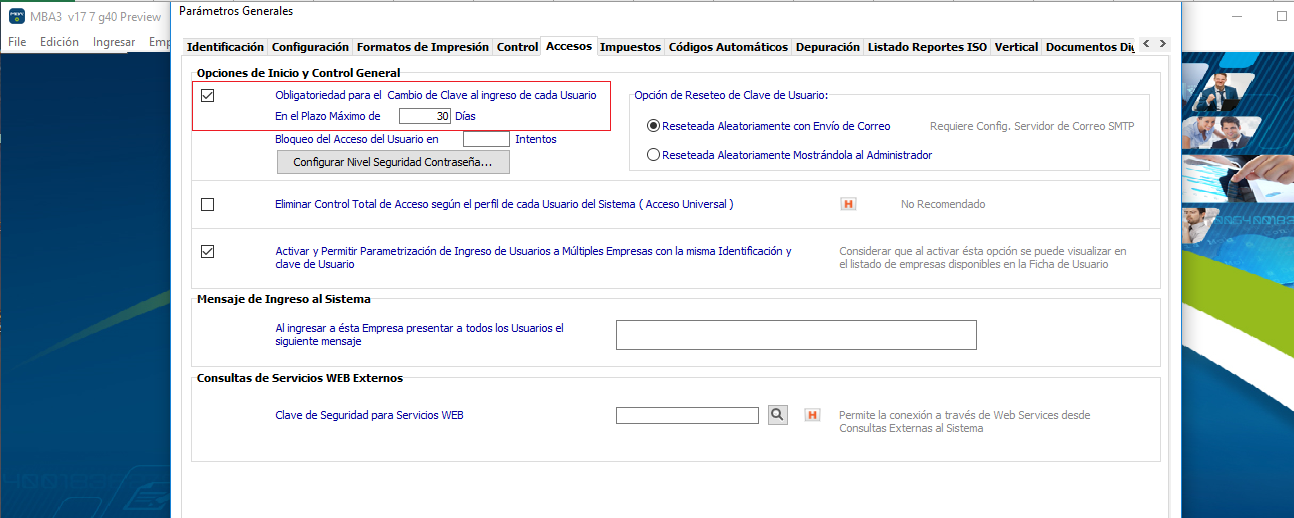 Parámetros Generales
MBA3 v17 7 g40 Preview
File Edición Ingresar Emp
Identificación Configuración Formatos de Impresión Control Accesos Impuestos Códigos Automáticos Depuración Listado Reportes ISO Vertical Documentos Dig
Opciones de Inicio y Control General
Obligatoriedad para el Cambio de Clave al ingreso de cada Usuario
En el Plazo Máximo de 30 Días
Bloqueo del Acceso del Usuario en Intentos
Configurar Nivel Seguridad Contraseña...
Opción de Reseteo de Clave de Usuario:
Reseteada Aleatoriamente con Envío de Correo Requiere Config. Servidor de Correo SMTP
Reseteada Aleatoriamente Mostrándola al Administrador
Eliminar Control Total de Acceso según el perfil de cada Usuario del Sistema ( Acceso Universal ) H No Recomendado
Activar y Permitir Parametrización de Ingreso de Usuarios a Múltiples Empresas con la misma Identificación y
clave de Usuario
Considerar que al activar ésta opción se puede visualizar en
el listado de empresas disponibles en la Ficha de Usuario
Mensaje de Ingreso al Sistema
Al ingresar a ésta Empresa presentar a todos los Usuarios el
siguiente mensaje
Consultas de Servicios WEB Externos
Clave de Seguridad para Servicios WEB H
Permite la conexión a través de Web Services desde
Consultas Externas al Sistema